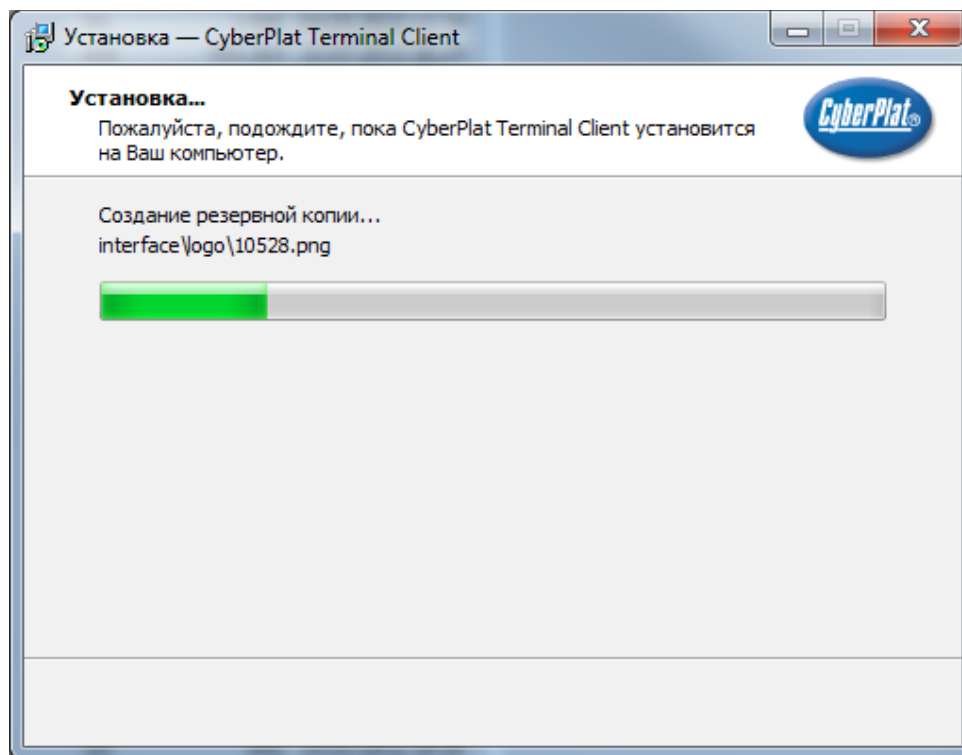 Установка — CyberPlat Terminal Client
Установка...
Пожалуйста, подождите, пока CyberPlat Terminal Client установится
на Ваш компьютер.
CyberPlat®
Создание резервной копии...
interface\logo\10528.png